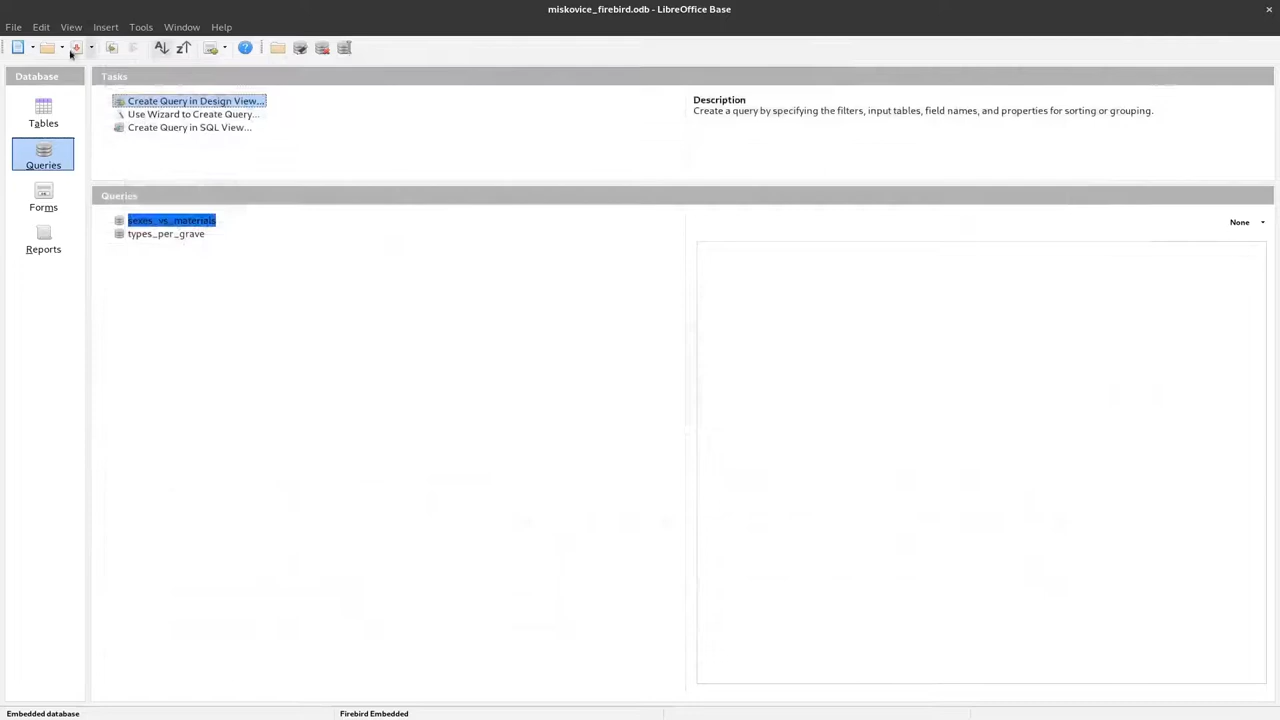 miskovice_firebird.odb - LibreOffice Base
File Edit View Insert Tools Window Help
Database
Tasks
Tables
Queries
Forms
Reports
Create Query in Design View...
Use Wizard to Create Query...
Create Query in SQL View...
Description
Create a query by specifying the filters, input tables, field names, and properties for sorting or grouping.
Queries
sexes_vs_materials
types_per_grave
None
Embedded database
Firebird Embedded